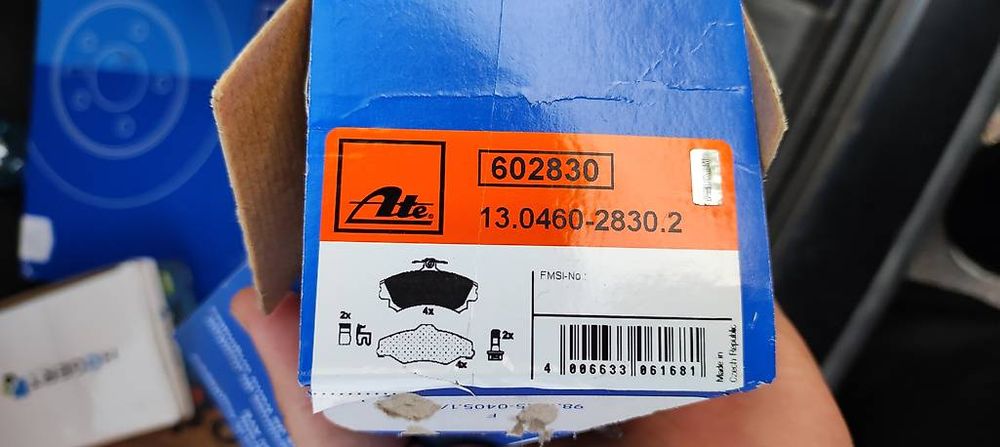 602830
Ate®
13.0460-2830.2
FMSI-No:
4x
2x
2x
4x
4 006633 061681
Made in
Czech Republic